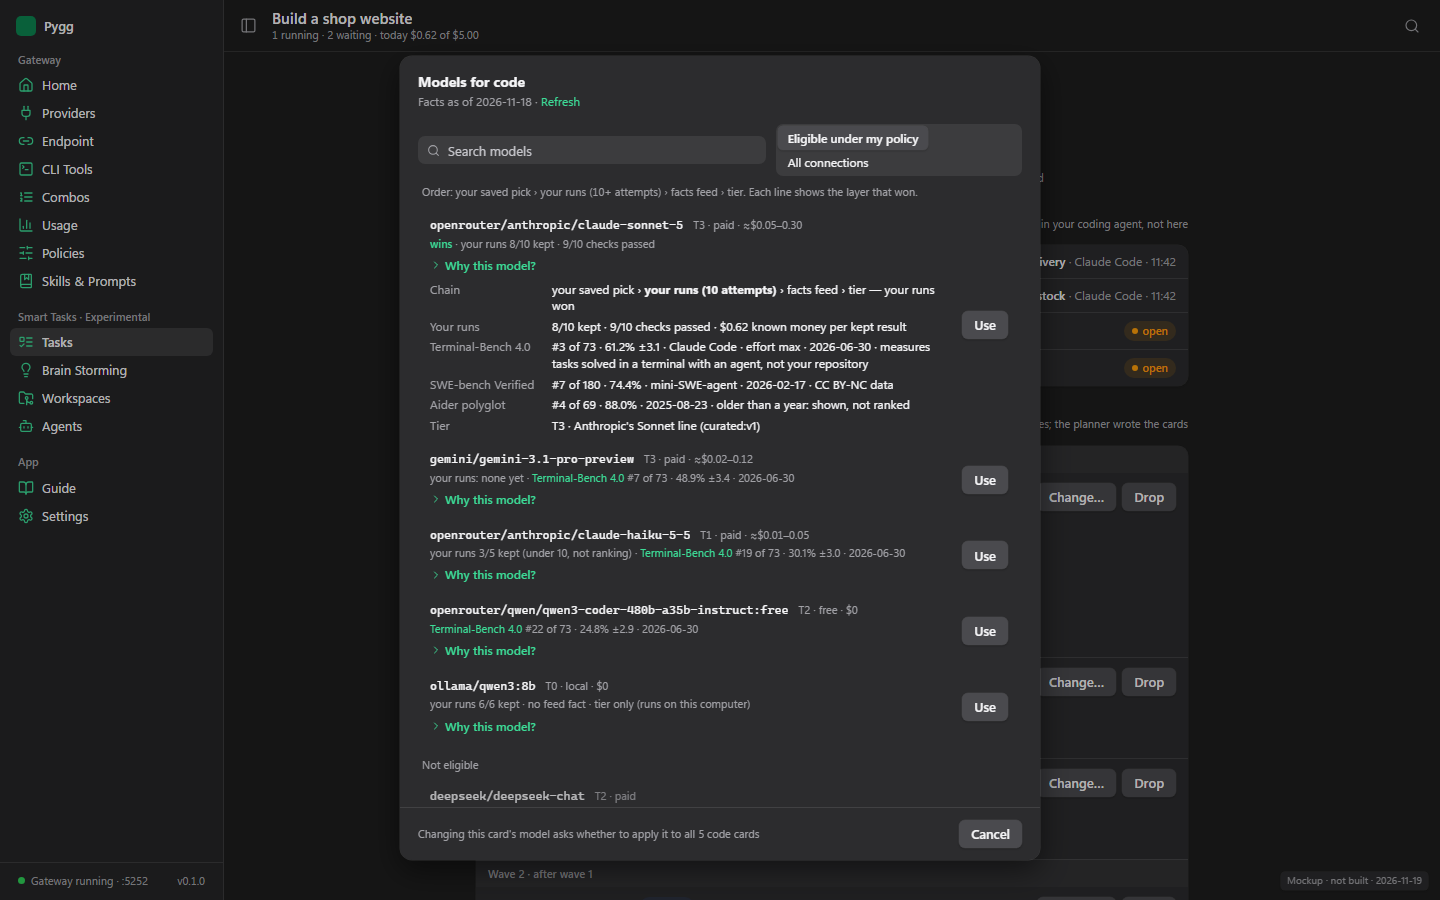 Pygg
Gateway
Home
Providers
Endpoint
CLI Tools
Combos
Usage
Policies
Skills & Prompts
Smart Tasks · Experimental
Tasks
Brain Storming
Workspaces
Agents
App
Guide
Settings
Gateway running · :5252
v0.1.0
Build a shop website
1 running · 2 waiting · today $0.62 of $5.00
Models for code
Facts as of 2026-11-18 · Refresh
Search models
Eligible under my policy
All connections
Order: your saved pick › your runs (10+ attempts) › facts feed › tier. Each line shows the layer that won.
openrouter/anthropic/claude-sonnet-5 T3 · paid · ≈$0.05–0.30
wins · your runs 8/10 kept · 9/10 checks passed
Why this model?
Chain your saved pick › your runs (10 attempts) › facts feed › tier — your runs
won
Your runs 8/10 kept · 9/10 checks passed · $0.62 known money per kept result
Terminal-Bench 4.0 #3 of 73 · 61.2% ±3.1 · Claude Code · effort max · 2026-06-30 · measures
tasks solved in a terminal with an agent, not your repository
SWE-bench Verified #7 of 180 · 74.4% · mini-SWE-agent · 2026-02-17 · CC BY-NC data
Aider polyglot #4 of 69 · 88.0% · 2025-08-23 · older than a year: shown, not ranked
Tier T3 · Anthropic's Sonnet line (curated:v1)
Use
gemini/gemini-3.1-pro-preview T3 · paid · ≈$0.02–0.12
your runs: none yet · Terminal-Bench 4.0 #7 of 73 · 48.9% ±3.4 · 2026-06-30
Why this model?
Use
openrouter/anthropic/claude-haiku-5-5 T1 · paid · ≈$0.01–0.05
your runs 3/5 kept (under 10, not ranking) · Terminal-Bench 4.0 #19 of 73 · 30.1% ±3.0 · 2026-06-30
Why this model?
Use
openrouter/qwen/qwen3-coder-480b-a35b-instruct:free T2 · free · $0
Terminal-Bench 4.0 #22 of 73 · 24.8% ±2.9 · 2026-06-30
Why this model?
Use
ollama/qwen3:8b T0 · local · $0
your runs 6/6 kept · no feed fact · tier only (runs on this computer)
Why this model?
Use
Not eligible
deepseek/deepseek-chat T2 · paid
Changing this card's model asks whether to apply it to all 5 code cards
Cancel
in your coding agent, not here
· Claude Code · 11:42
stock · Claude Code · 11:42
open
open
the planner wrote the cards
Change... Drop
Change... Drop
Change... Drop
Wave 2 · after wave 1
Mockup · not built · 2026-11-19